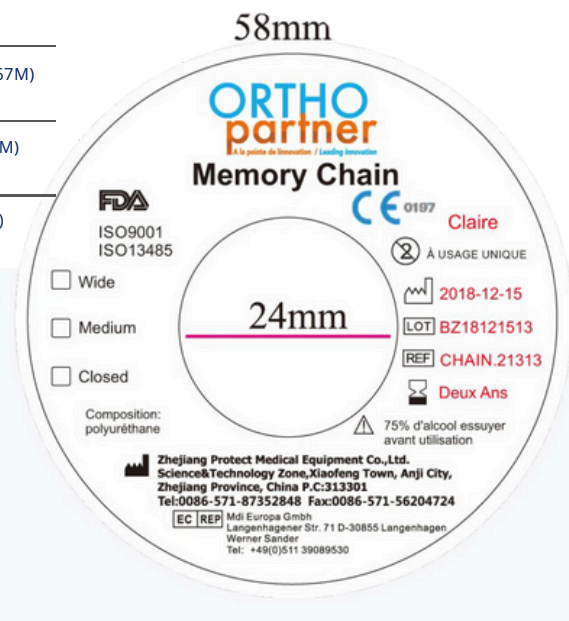 58mm
57M)
M)
)
ORTHO
partner
A la pointe de l'innovation / Leading innovation
Memory Chain
FDA
CE 0197
ISO9001
ISO13485
Claire
2 À USAGE UNIQUE
Wide
2018-12-15
24mm
Medium
LOT BZ18121513
REF CHAIN.21313
Closed
Deux Ans
Composition:
polyuréthane
75% d'alcool essuyer
avant utilisation
Zhejiang Protect Medical Equipment Co.,Ltd.
Science&Technology Zone,Xiaofeng Town, Anji City,
Zhejiang Province, China P.C:313301
Tel:0086-571-87352848 Fax:0086-571-56204724
EC REP Mdi Europa Gmbh
Langenhagener Str. 71 D-30855 Langenhagen
Werner Sander
Tel: +49(0)511 39089530